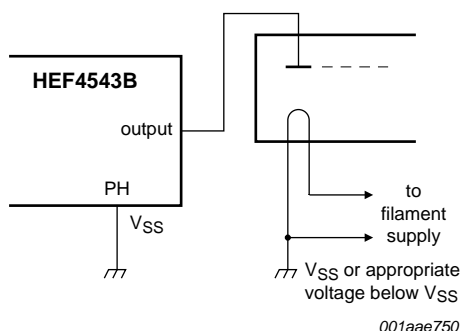 HEF4543B
output
PH
VSS
to
filament
supply
VSS or appropriate
voltage below VSS
001aae750